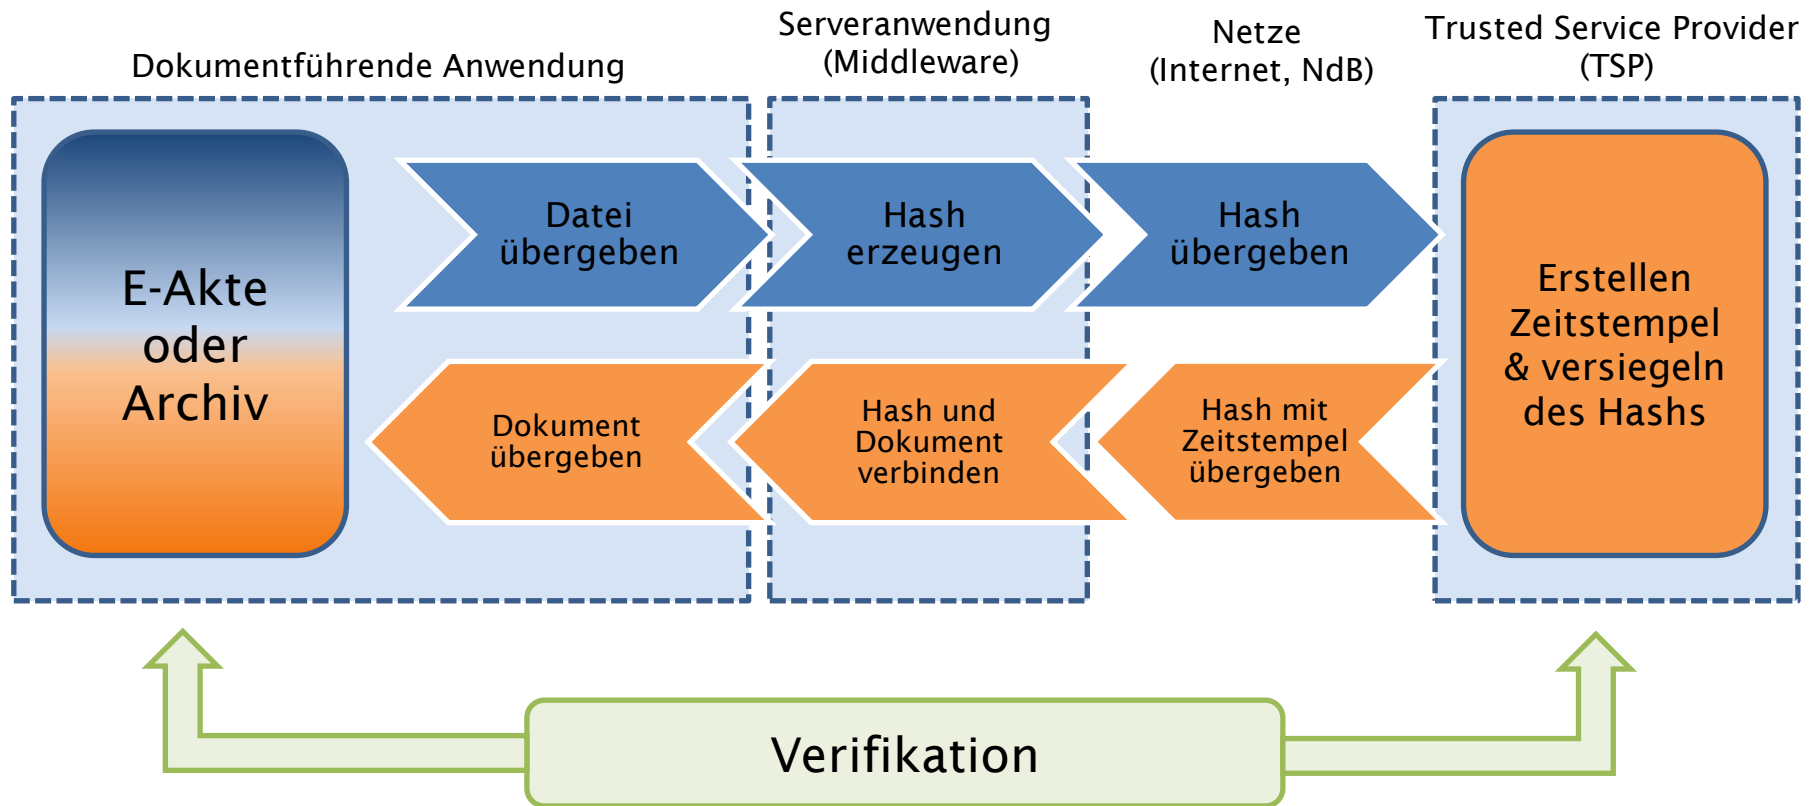 Dokumentführende Anwendung
Serveranwendung
(Middleware)
Netze
(Internet, NdB)
Trusted Service Provider
(TSP)
E-Akte
oder
Archiv
Datei
übergeben
Hash
erzeugen
Hash
übergeben
Erstellen
Zeitstempel
& versiegeln
des Hashs
Dokument
übergeben
Hash und
Dokument
verbinden
Hash mit
Zeitstempel
übergeben
Verifikation